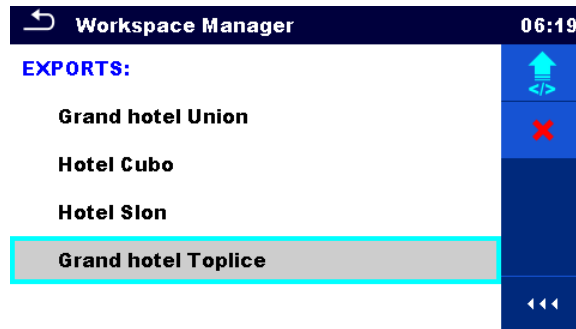 Workspace Manager 06:19
EXPORTS:
</>
Grand hotel Union
Hotel Cubo
Hotel Slon
Grand hotel Toplice